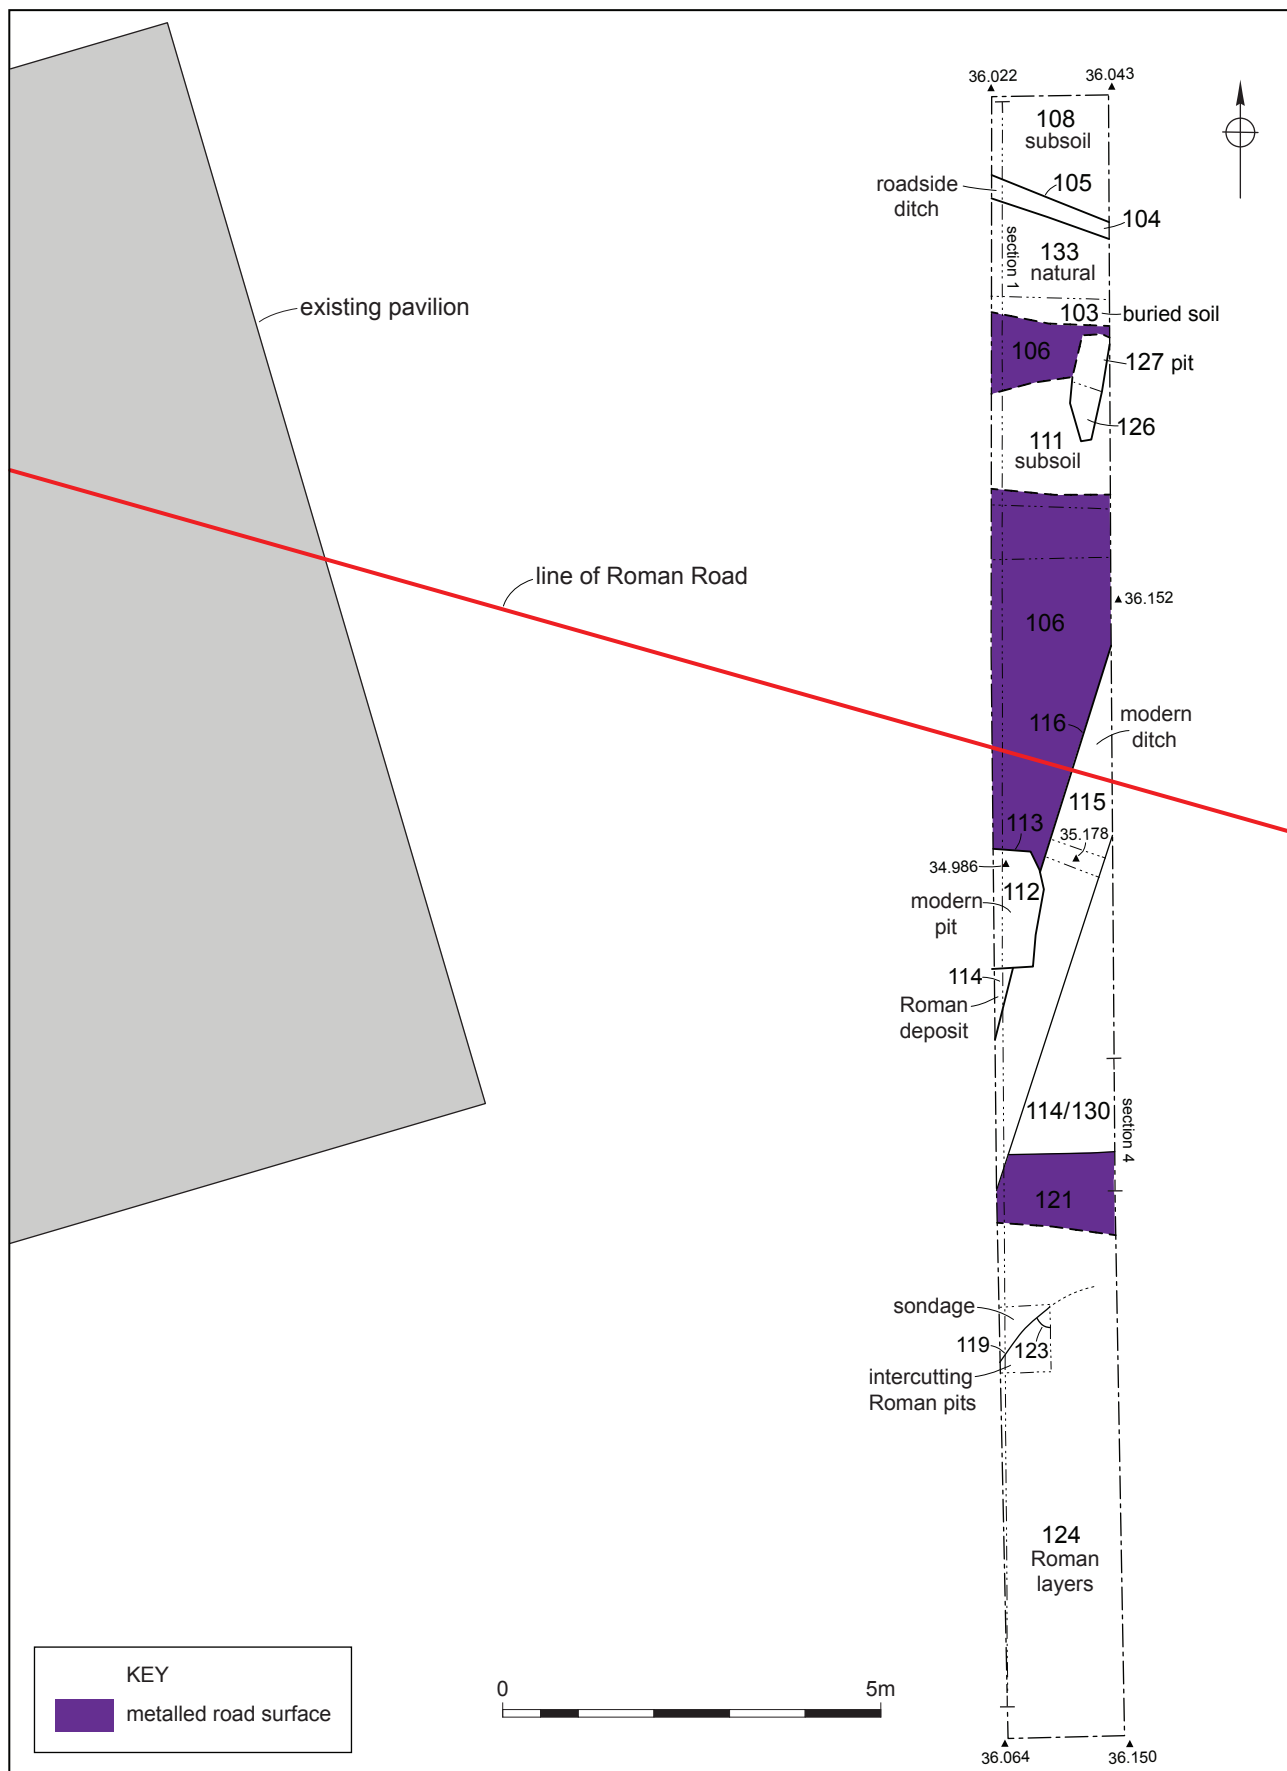 36.022
36.043
108
subsoil
roadside
ditch
105
104
section 1
133
natural
existing pavilion
103
buried soil
106
127 pit
126
111
subsoil
line of Roman Road
36.152
106
116
modern
ditch
115
113
35.178
34.986
112
modern
pit
114
Roman
deposit
114/130
section 4
121
sondage
119
123
intercutting
Roman pits
124
Roman
layers
KEY
metalled road surface
0
5m
36.064
36.150